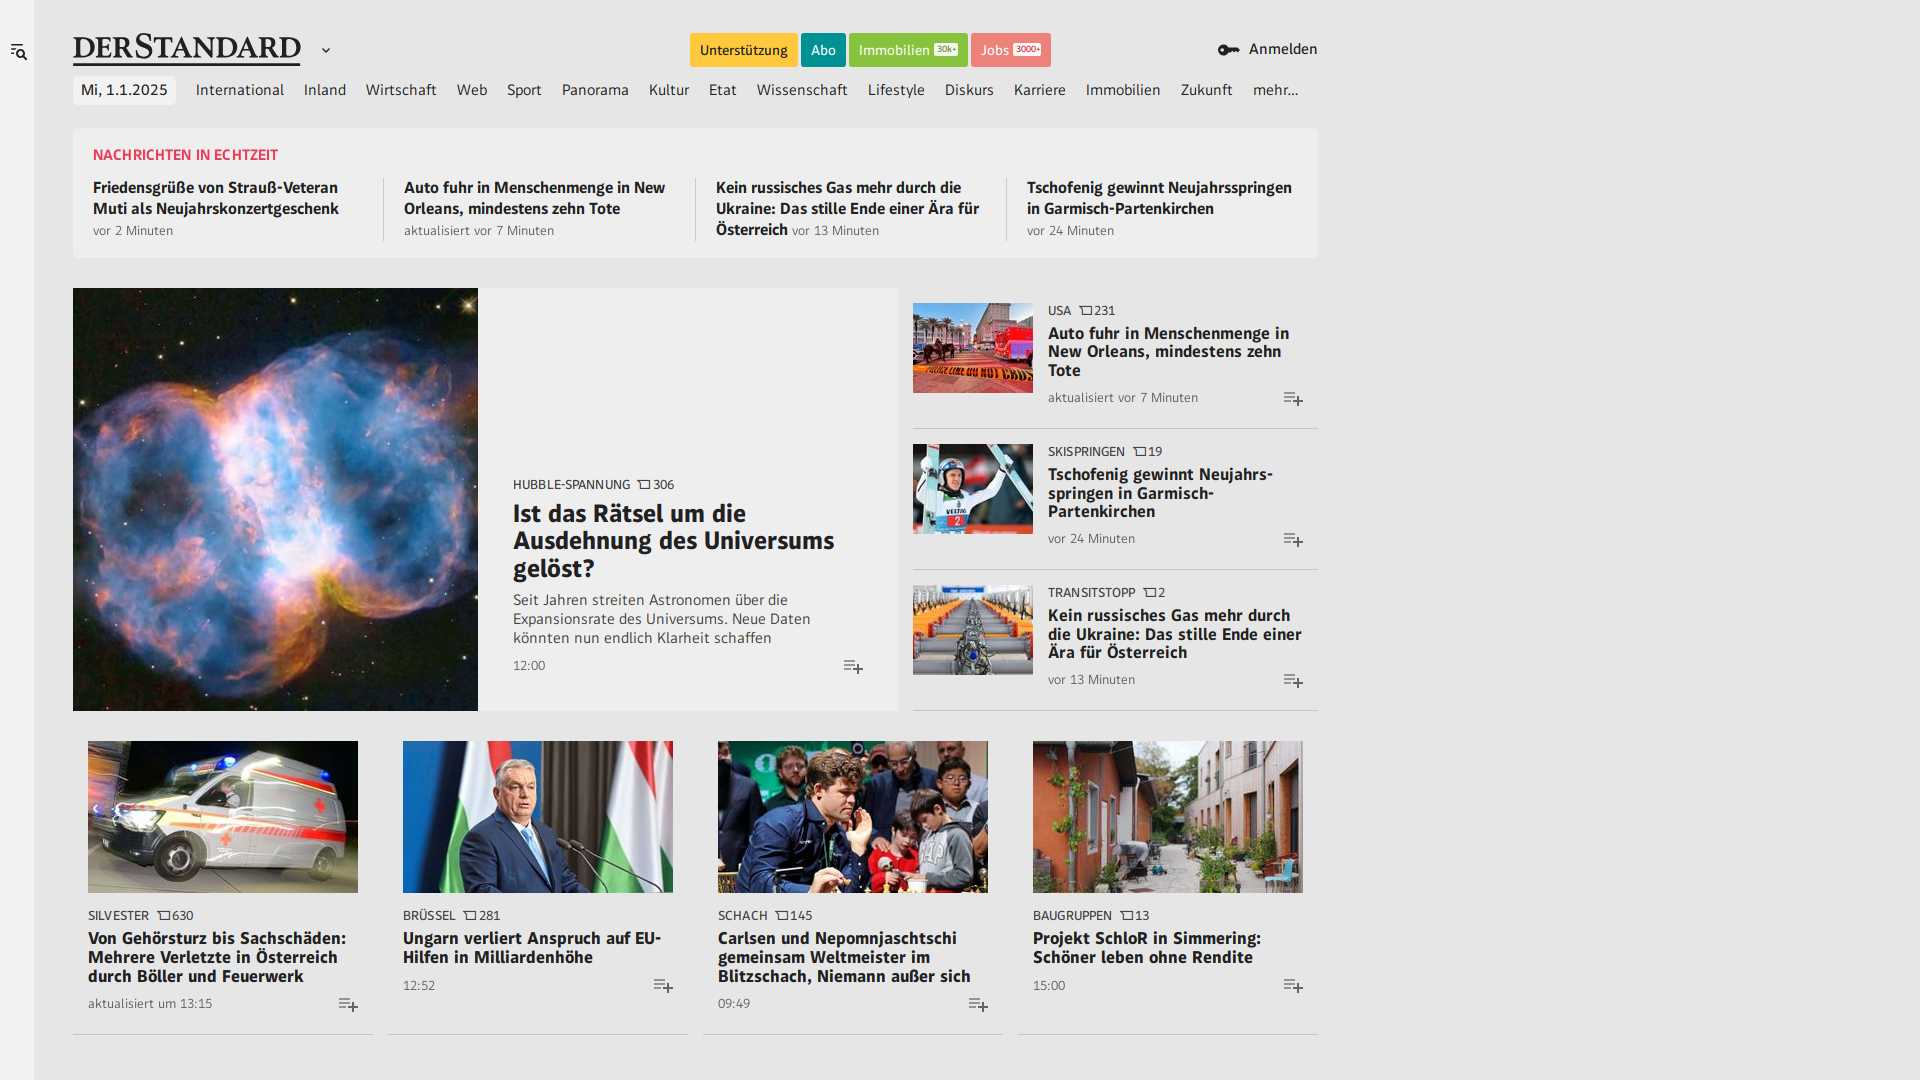 DERSTANDARD
Unterstützung
Abo
Immobilien 30k+
Jobs 3000+
Anmelden
Mi, 1.1.2025
International
Inland
Wirtschaft
Web
Sport
Panorama
Kultur
Etat
Wissenschaft
Lifestyle
Diskurs
Karriere
Immobilien
Zukunft
mehr...
NACHRICHTEN IN ECHTZEIT
Friedensgrüße von Strauß-Veteran
Muti als Neujahrskonzertgeschenk
vor 2 Minuten
Auto fuhr in Menschenmenge in New
Orleans, mindestens zehn Tote
aktualisiert vor 7 Minuten
Kein russisches Gas mehr durch die
Ukraine: Das stille Ende einer Ära für
Österreich vor 13 Minuten
Tschofenig gewinnt Neujahrsspringen
in Garmisch-Partenkirchen
vor 24 Minuten
HUBBLE-SPANNUNG 306
Ist das Rätsel um die
Ausdehnung des Universums
gelöst?
Seit Jahren streiten Astronomen über die
Expansionsrate des Universums. Neue Daten
könnten nun endlich Klarheit schaffen
12:00
POLICE LINE DO NOT CROSS
USA 231
Auto fuhr in Menschenmenge in
New Orleans, mindestens zehn
Tote
aktualisiert vor 7 Minuten
VELTINS
2
SKISPRINGEN 19
Tschofenig gewinnt Neujahrs-
springen in Garmisch-
Partenkirchen
vor 24 Minuten
TRANSITSTOPP 2
Kein russisches Gas mehr durch
die Ukraine: Das stille Ende einer
Ära für Österreich
vor 13 Minuten
SILVESTER 630
Von Gehörsturz bis Sachschäden:
Mehrere Verletzte in Österreich
durch Böller und Feuerwerk
aktualisiert um 13:15
BRÜSSEL 281
Ungarn verliert Anspruch auf EU-
Hilfen in Milliardenhöhe
12:52
GAP
SCHACH 145
Carlsen und Nepomnjaschtschi
gemeinsam Weltmeister im
Blitzschach, Niemann außer sich
09:49
BAUGRUPPEN 13
Projekt SchloR in Simmering:
Schöner leben ohne Rendite
15:00